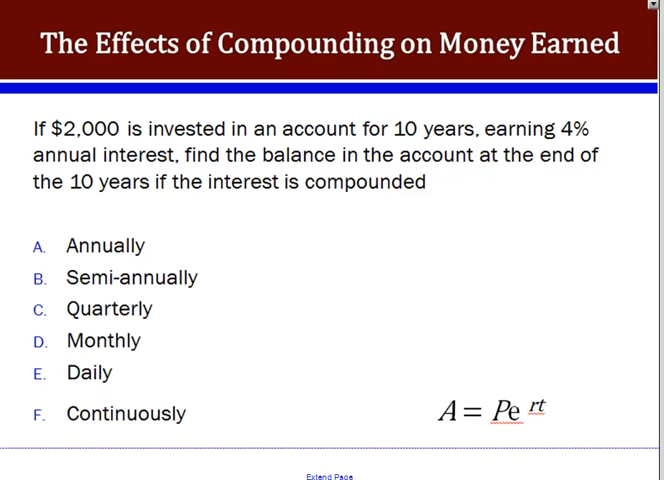 The Effects of Compounding on Money Earned
If $2,000 is invested in an account for 10 years, earning 4%
annual interest, find the balance in the account at the end of
the 10 years if the interest is compounded
A. Annually
B. Semi-annually
C. Quarterly
D. Monthly
E. Daily
F. Continuously
A = Pe rt
Extend Page